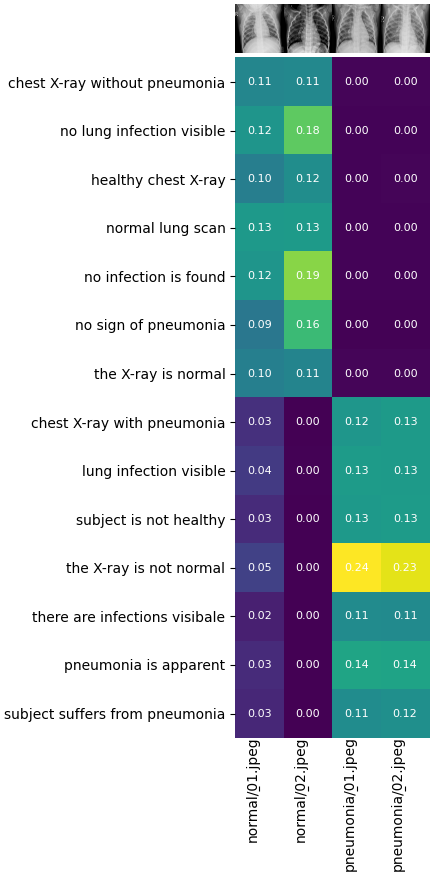 chest X-ray without pneumonia 0.11 0.11 0.00 0.00
no lung infection visible 0.12 0.18 0.00 0.00
healthy chest X-ray 0.10 0.12 0.00 0.00
normal lung scan 0.13 0.13 0.00 0.00
no infection is found 0.12 0.19 0.00 0.00
no sign of pneumonia 0.09 0.16 0.00 0.00
the X-ray is normal 0.10 0.11 0.00 0.00
chest X-ray with pneumonia 0.03 0.00 0.12 0.13
lung infection visible 0.04 0.00 0.13 0.13
subject is not healthy 0.03 0.00 0.13 0.13
the X-ray is not normal 0.05 0.00 0.24 0.23
there are infections visibale 0.02 0.00 0.11 0.11
pneumonia is apparent 0.03 0.00 0.14 0.14
subject suffers from pneumonia 0.03 0.00 0.11 0.12
normal/01.jpeg
normal/02.jpeg
pneumonia/01.jpeg
pneumonia/02.jpeg